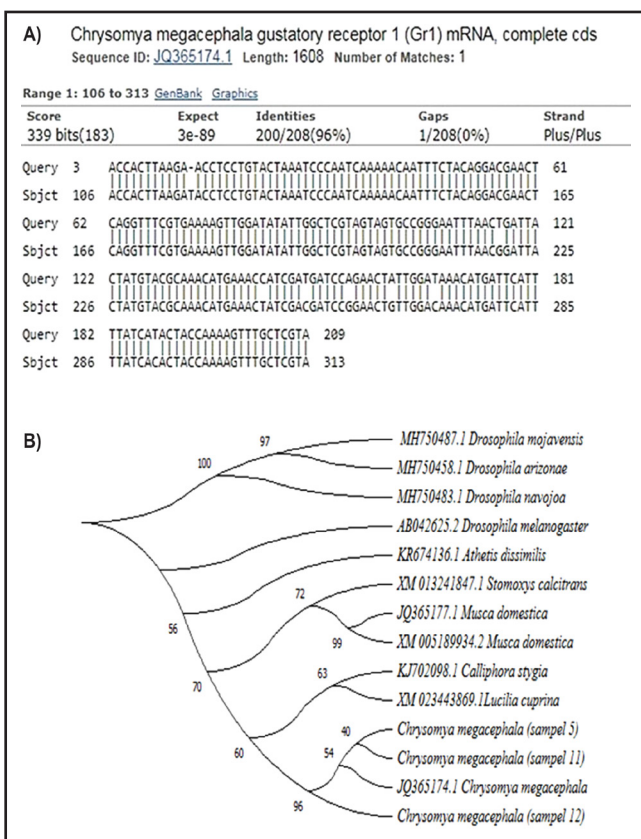 A) Chrysomya megacephala gustatory receptor 1 (Gr1) mRNA, complete cds
Sequence ID: JQ365174.1 Length: 1608 Number of Matches: 1
Range 1: 106 to 313 GenBank Graphics
Score Expect Identities Gaps Strand
339 bits(183) 3e-89 200/208(96%) 1/208(0%) Plus/Plus
Query 3 ACCACTTAAGA-ACCTCCTGTACTAAATCCCAATCAAAAACAATTTCTACAGGACGAACT 61
Sbjct 106 ACCACTTAAGATACCTCCTGTACTAAATCCCAATCAAAAACAATTTCTACAGGACGAACT 165
Query 62 CAGGTTTCGTGAAAAGTTGGATATATTGGCTCGTAGTAGTGCCGGGAATTTAACTGATTA 121
Sbjct 166 CAGGTTTCGTGAAAAGTTGGATATATTGGCTCGTAGTAGTGCCGGGAATTTAACGGATTA 225
Query 122 CTATGTACGCAAACATGAAACCATCGATGATCCAGAACTATTGGATAAACATGATTCATT 181
Sbjct 226 CTATGTACGCAAACATGAAACTATCGACGATCCGGAACTGTTGGACAAACATGATTCATT 285
Query 182 TTATCATACTACCAAAAGTTTGCTCGTA 209
Sbjct 286 TTATCACACTACCAAAAGTTTGCTCGTA 313
B)
97 MH750487.1 Drosophila mojavensis
100 MH750458.1 Drosophila arizonae
MH750483.1 Drosophila navojoa
AB042625.2 Drosophila melanogaster
KR674136.1 Athetis dissimilis
56
72 XM 013241847.1 Stomoxys calcitrans
JQ365177.1 Musca domestica
99 XM 005189934.2 Musca domestica
70
63 KJ702098.1 Calliphora stygia
XM 023443869.1Lucilia cuprina
60
40 Chrysomya megacephala (sampel 5)
54 Chrysomya megacephala (sampel 11)
JQ365174.1 Chrysomya megacephala
96 Chrysomya megacephala (sampel 12)